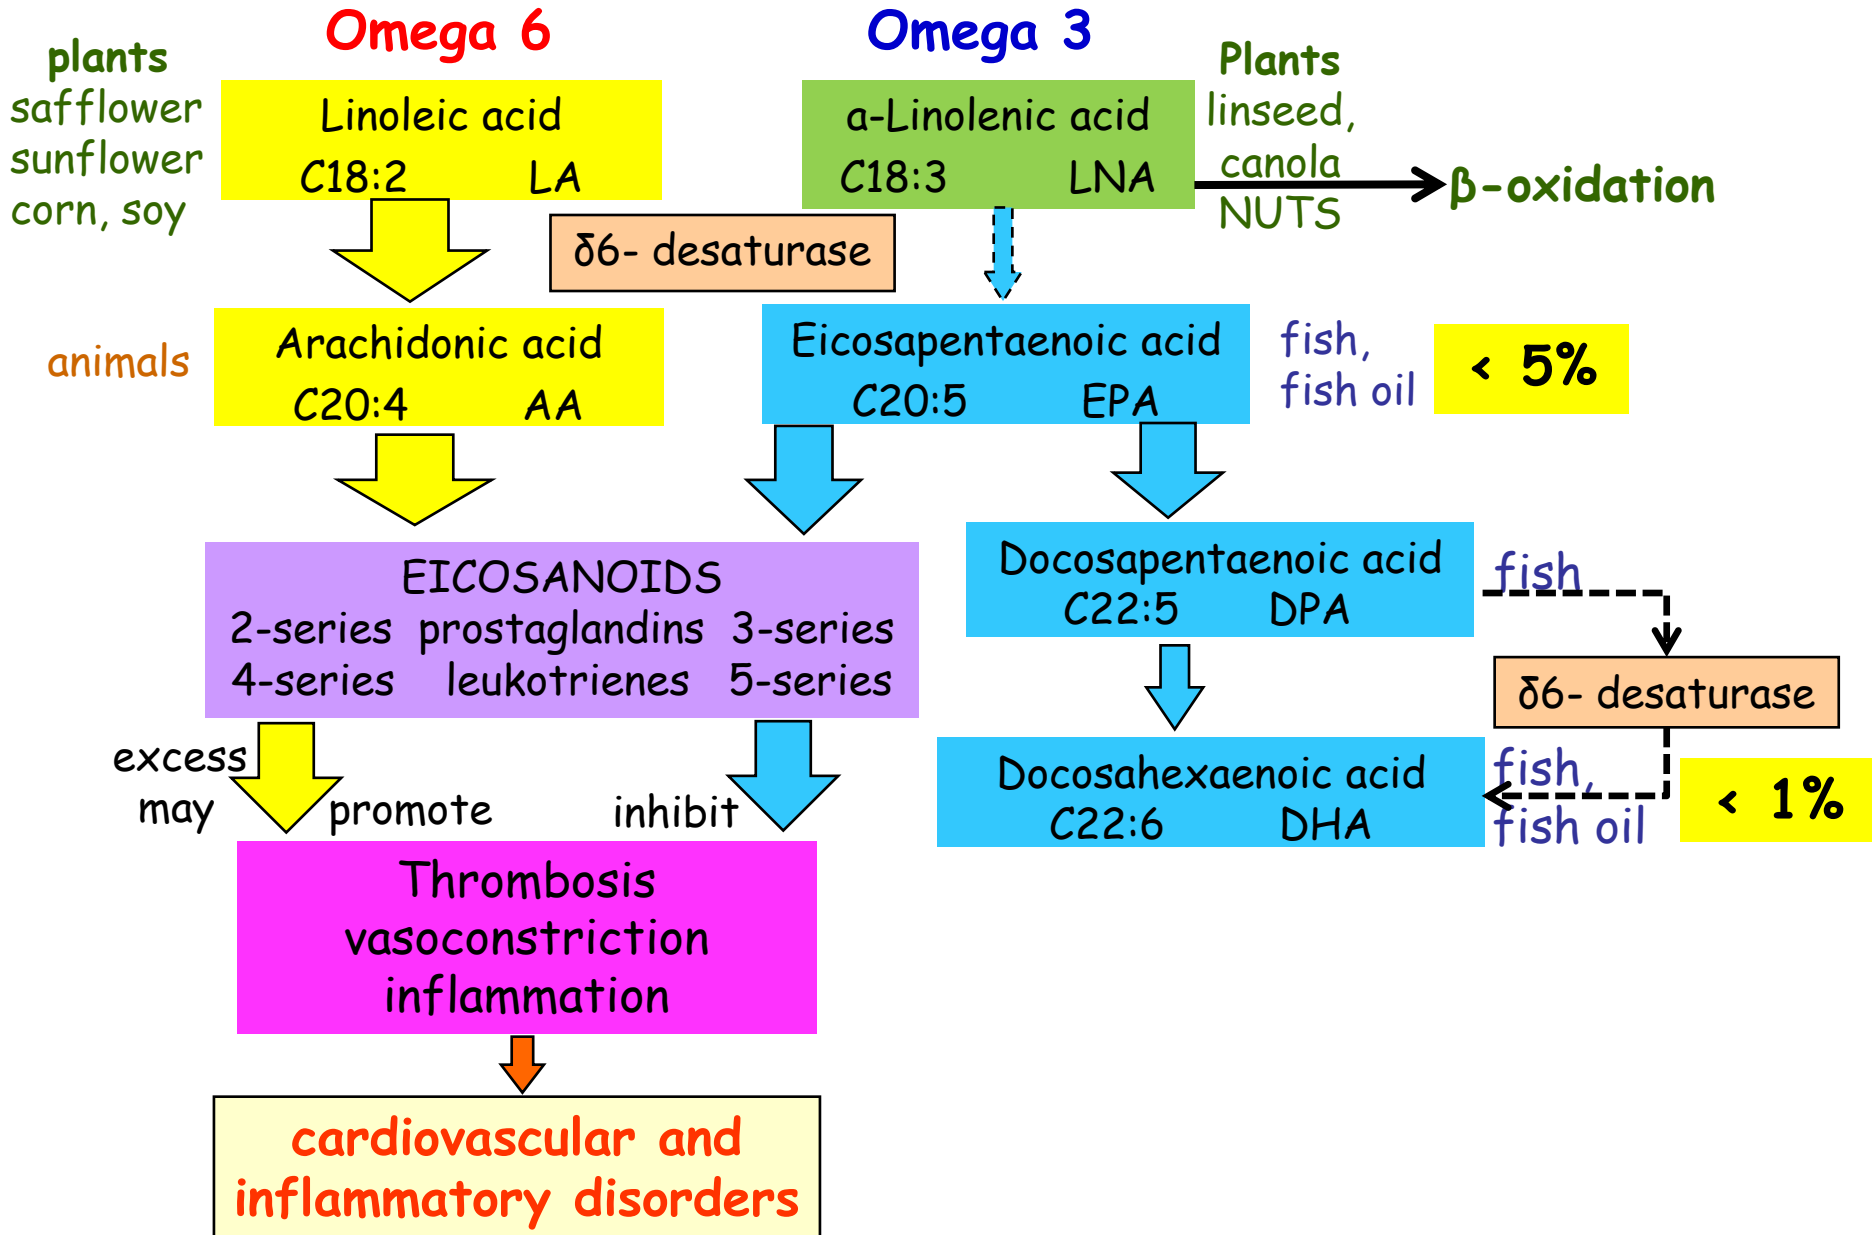 Omega 6
Omega 3
plants
safflower
sunflower
corn, soy
Linoleic acid
C18:2 LA
a-Linolenic acid
C18:3 LNA
Plants
linseed,
canola
NUTS
β-oxidation
δ6- desaturase
animals
Arachidonic acid
C20:4 AA
Eicosapentaenoic acid
C20:5 EPA
fish,
fish oil
< 5%
EICOSANOIDS
2-series prostaglandins 3-series
4-series leukotrienes 5-series
Docosapentaenoic acid
C22:5 DPA
fish
δ6- desaturase
Docosahexaenoic acid
C22:6 DHA
fish,
fish oil
< 1%
excess
may
promote
inhibit
Thrombosis
vasoconstriction
inflammation
cardiovascular and
inflammatory disorders